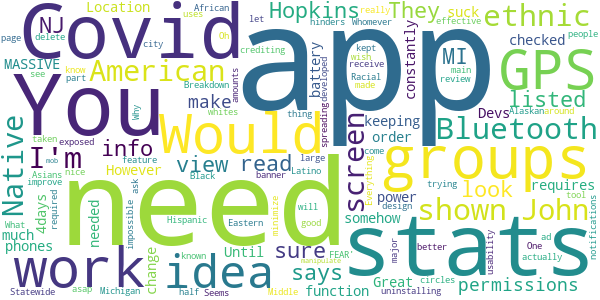 Location
uses
African
Oh
let
hinders
Whomever
suck
city
really
Hopkins
They
ethnic
NJ
Covid
app
GPS
delete
page
MASSIVE
see
know
part
Racial
thing
battery
crediting
wish
MI
checked
constantly
effective
people
main
review
kept
receive
made
developed
Devs
Alaskan
around
American
Breakdown
whites
amounts
spreading
make
keeping
order
listed
You
Would
Bluetooth
Why
taken
exposed
nice
improve
Asians
I'm
info
view
read
screen
look
groups
However
feature
large
banner
come
everything
tool
Native
4days
mob
required
ask
Black
Latino
trying
power
design
requires
notifications
What
needed
impossible
Hispanic
will
good
minimize
somehow
shown
John
need
stats
much
phones
Until
Eastern
known
sure
says
major
usability
ad
One
actually
better
work
idea
change
permissions
Statewide
asap
Michigan
half
Seems
Middle
FEAR
manipulate
Great
function
circles
uninstalling